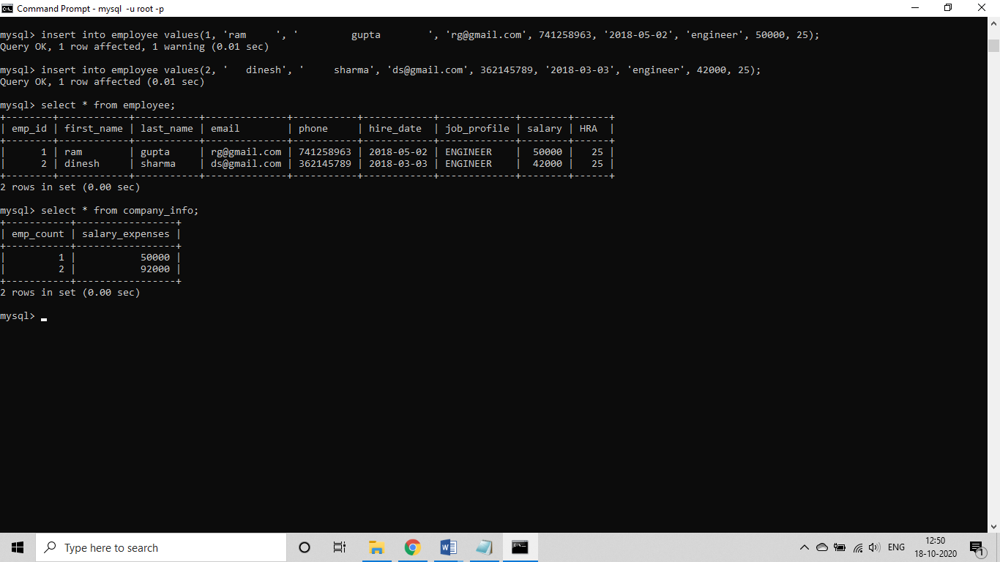 Command Prompt - mysql  -u root -p
mysql> insert into employee values(1, 'ram     ', '         gupta        ', 'rg@gmail.com', 741258963, '2018-05-02', 'engineer', 50000, 25);
Query OK, 1 row affected, 1 warning (0.01 sec)
mysql> insert into employee values(2, '   dinesh', '     sharma', 'ds@gmail.com', 362145789, '2018-03-03', 'engineer', 42000, 25);
Query OK, 1 row affected (0.01 sec)
mysql> select * from employee;
+--------+------------+-----------+--------------+-----------+------------+-------------+--------+------+
| emp_id | first_name | last_name | email        | phone     | hire_date  | job_profile | salary | HRA  |
+--------+------------+-----------+--------------+-----------+------------+-------------+--------+------+
|      1 | ram        | gupta     | rg@gmail.com | 741258963 | 2018-05-02 | ENGINEER    |  50000 |   25 |
|      2 | dinesh     | sharma    | ds@gmail.com | 362145789 | 2018-03-03 | ENGINEER    |  42000 |   25 |
+--------+------------+-----------+--------------+-----------+------------+-------------+--------+------+
2 rows in set (0.00 sec)
mysql> select * from company_info;
+-----------+-----------------+
| emp_count | salary_expenses |
+-----------+-----------------+
|         1 |           50000 |
|         2 |           92000 |
+-----------+-----------------+
2 rows in set (0.00 sec)
mysql>
Type here to search
ENG
12:50
18-10-2020
1